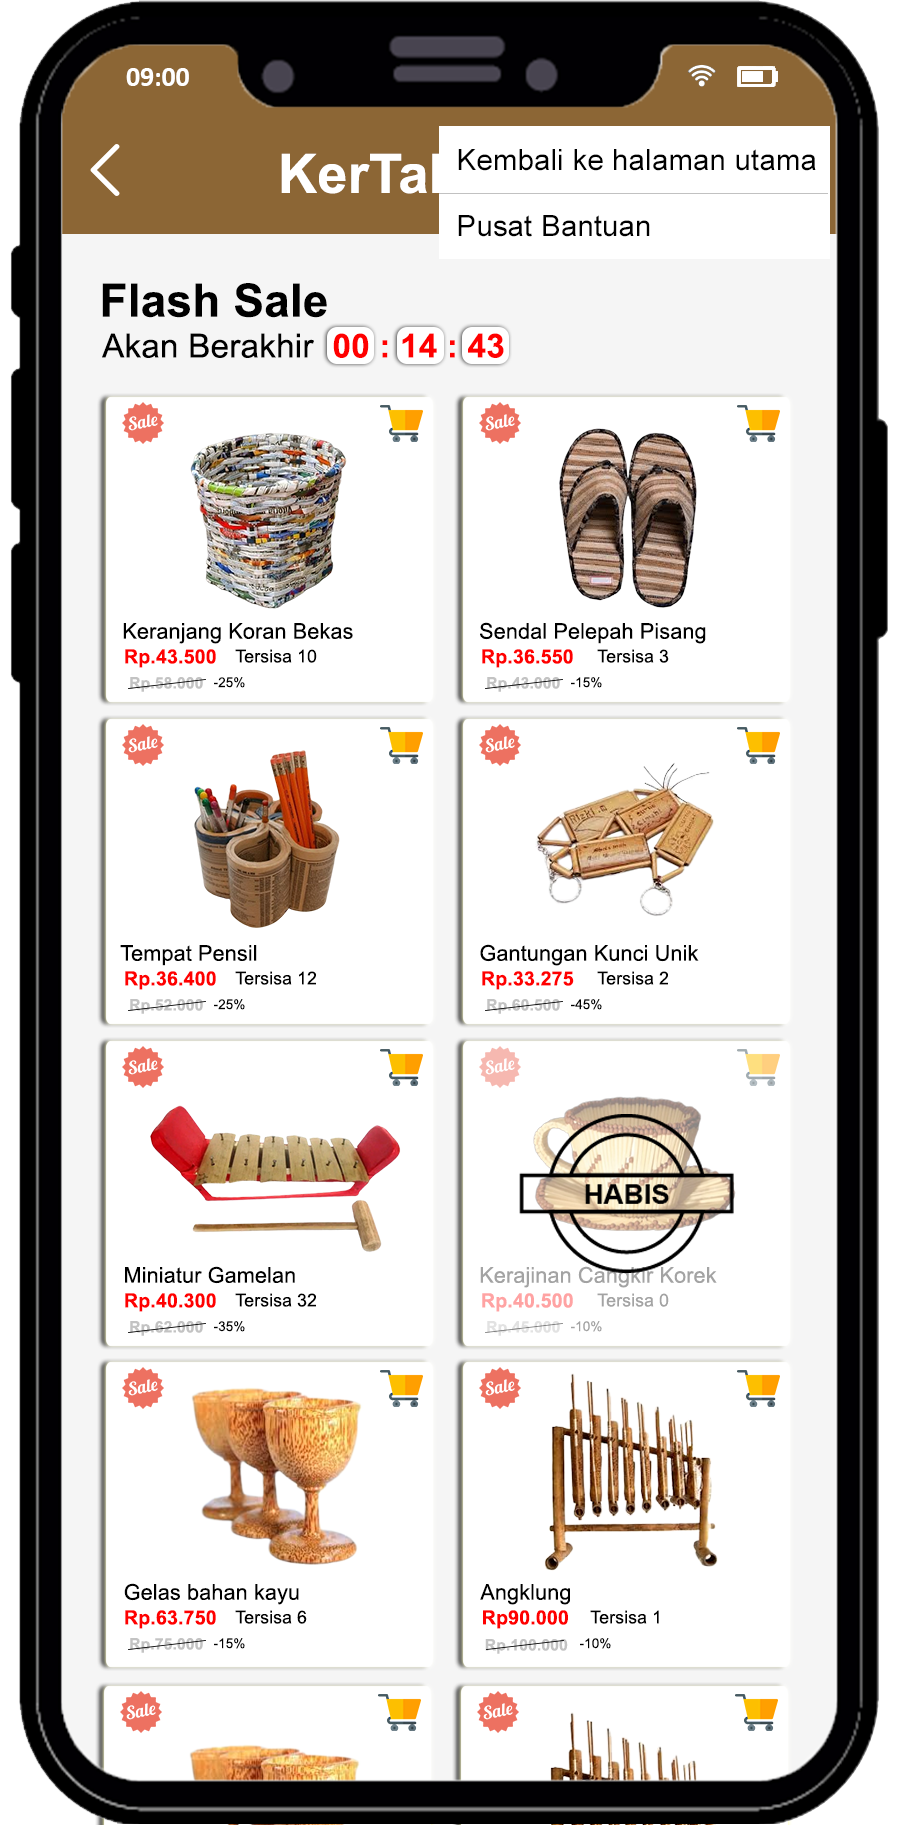 09:00
KerTa
Kembali ke halaman utama
Pusat Bantuan
Flash Sale
Akan Berakhir 00 : 14 : 43
Sale
Sale
Keranjang Koran Bekas
Rp.43.500 Tersisa 10
Rp.58.000 -25%
Sendal Pelepah Pisang
Rp.36.550 Tersisa 3
Rp.43.000 -15%
Sale
Sale
Tempat Pensil
Rp.36.400 Tersisa 12
Rp.52.000 -25%
Gantungan Kunci Unik
Rp.33.275 Tersisa 2
Rp.60.500 -45%
Sale
Sale
HABIS
Miniatur Gamelan
Rp.40.300 Tersisa 32
Rp.62.000 -35%
Kerajinan Cangkir Korek
Rp.40.500 Tersisa 0
Rp.45.000 -10%
Sale
Sale
Gelas bahan kayu
Rp.63.750 Tersisa 6
Rp.75.000 -15%
Angklung
Rp90.000 Tersisa 1
Rp.100.000 -10%
Sale
Sale